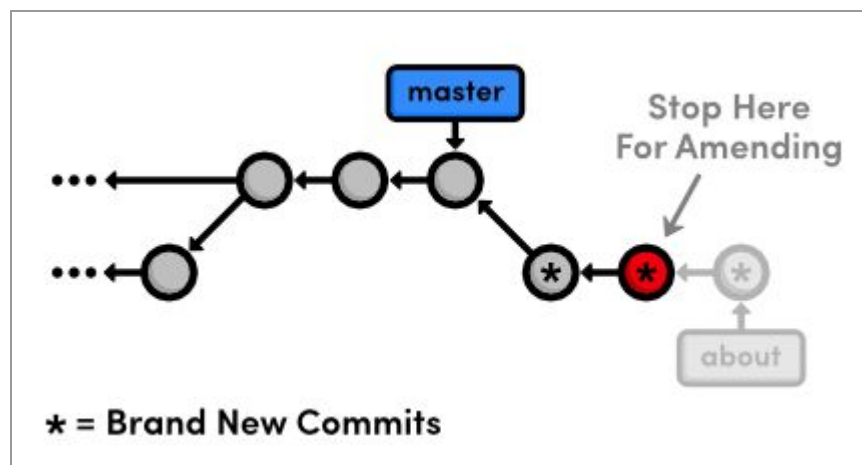 master
Stop Here
For Amending
*
*
*
about
* = Brand New Commits